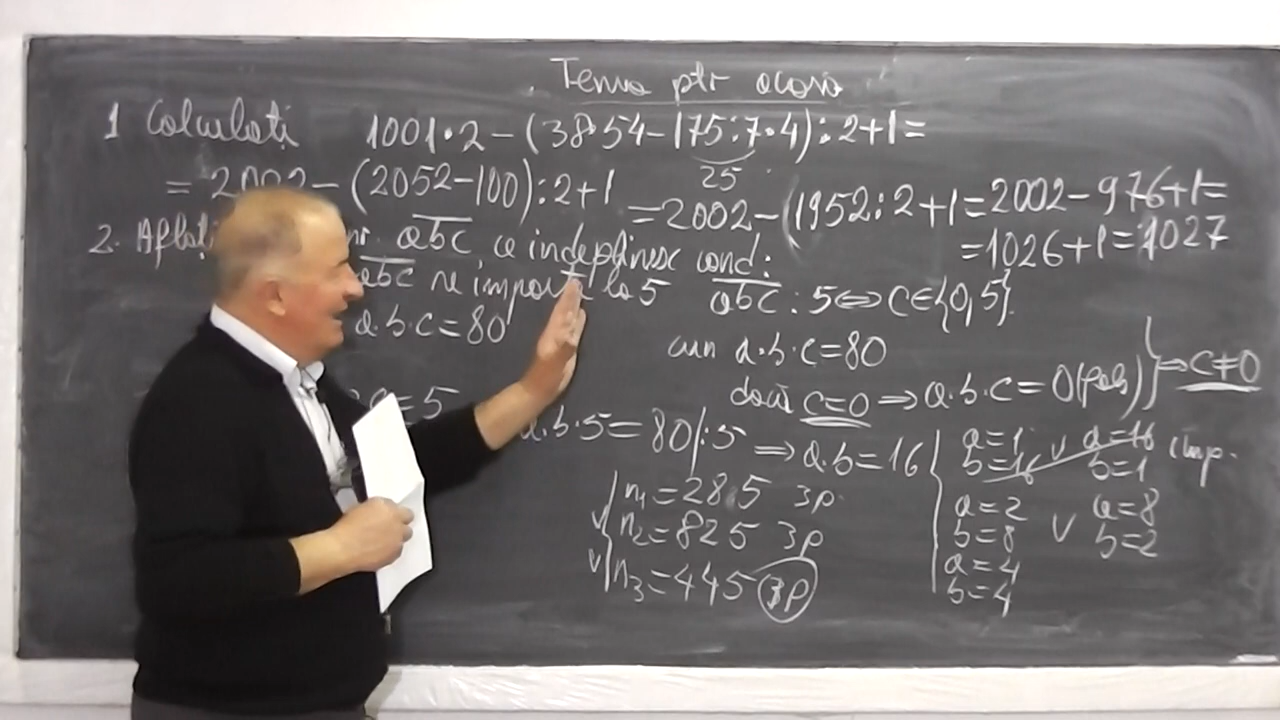 Tema ptr acasă
1 Calculați 1001·2-(38·54-175:7·4):2+1=
25
= 2002-(2052-100):2+1
=2002-(1952:2+1=2002-976+1=
=1026+1=1027
2. Aflați nr. abc, ce îndeplinesc cond:
abc se împarte la 5
a.b.c=80
abc : 5⇔c∈{0,5}
cum a.b.c=80
dacă c=0 ⇒a.b.c=0(fals) }⇒c≠0
c=5
a.b.5=80/:5 ⇒a.b=16
a=1 v a=16 imp.
b=16 b=1
a=2 v a=8
b=8 b=2
a=4
b=4
n₁=285 3p
v n₂=825 3p
v n₃=445 3p